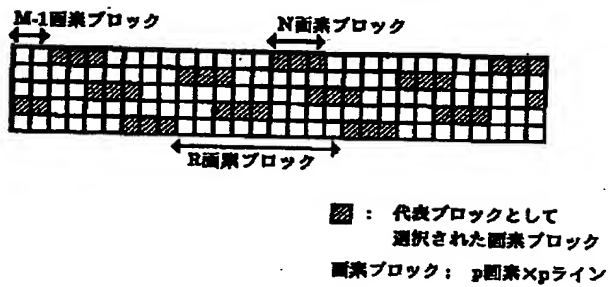 M-1画素ブロック
N画素ブロック
R画素ブロック
： 代表ブロックとして
選択された画素ブロック
画素ブロック： p画素×pライン